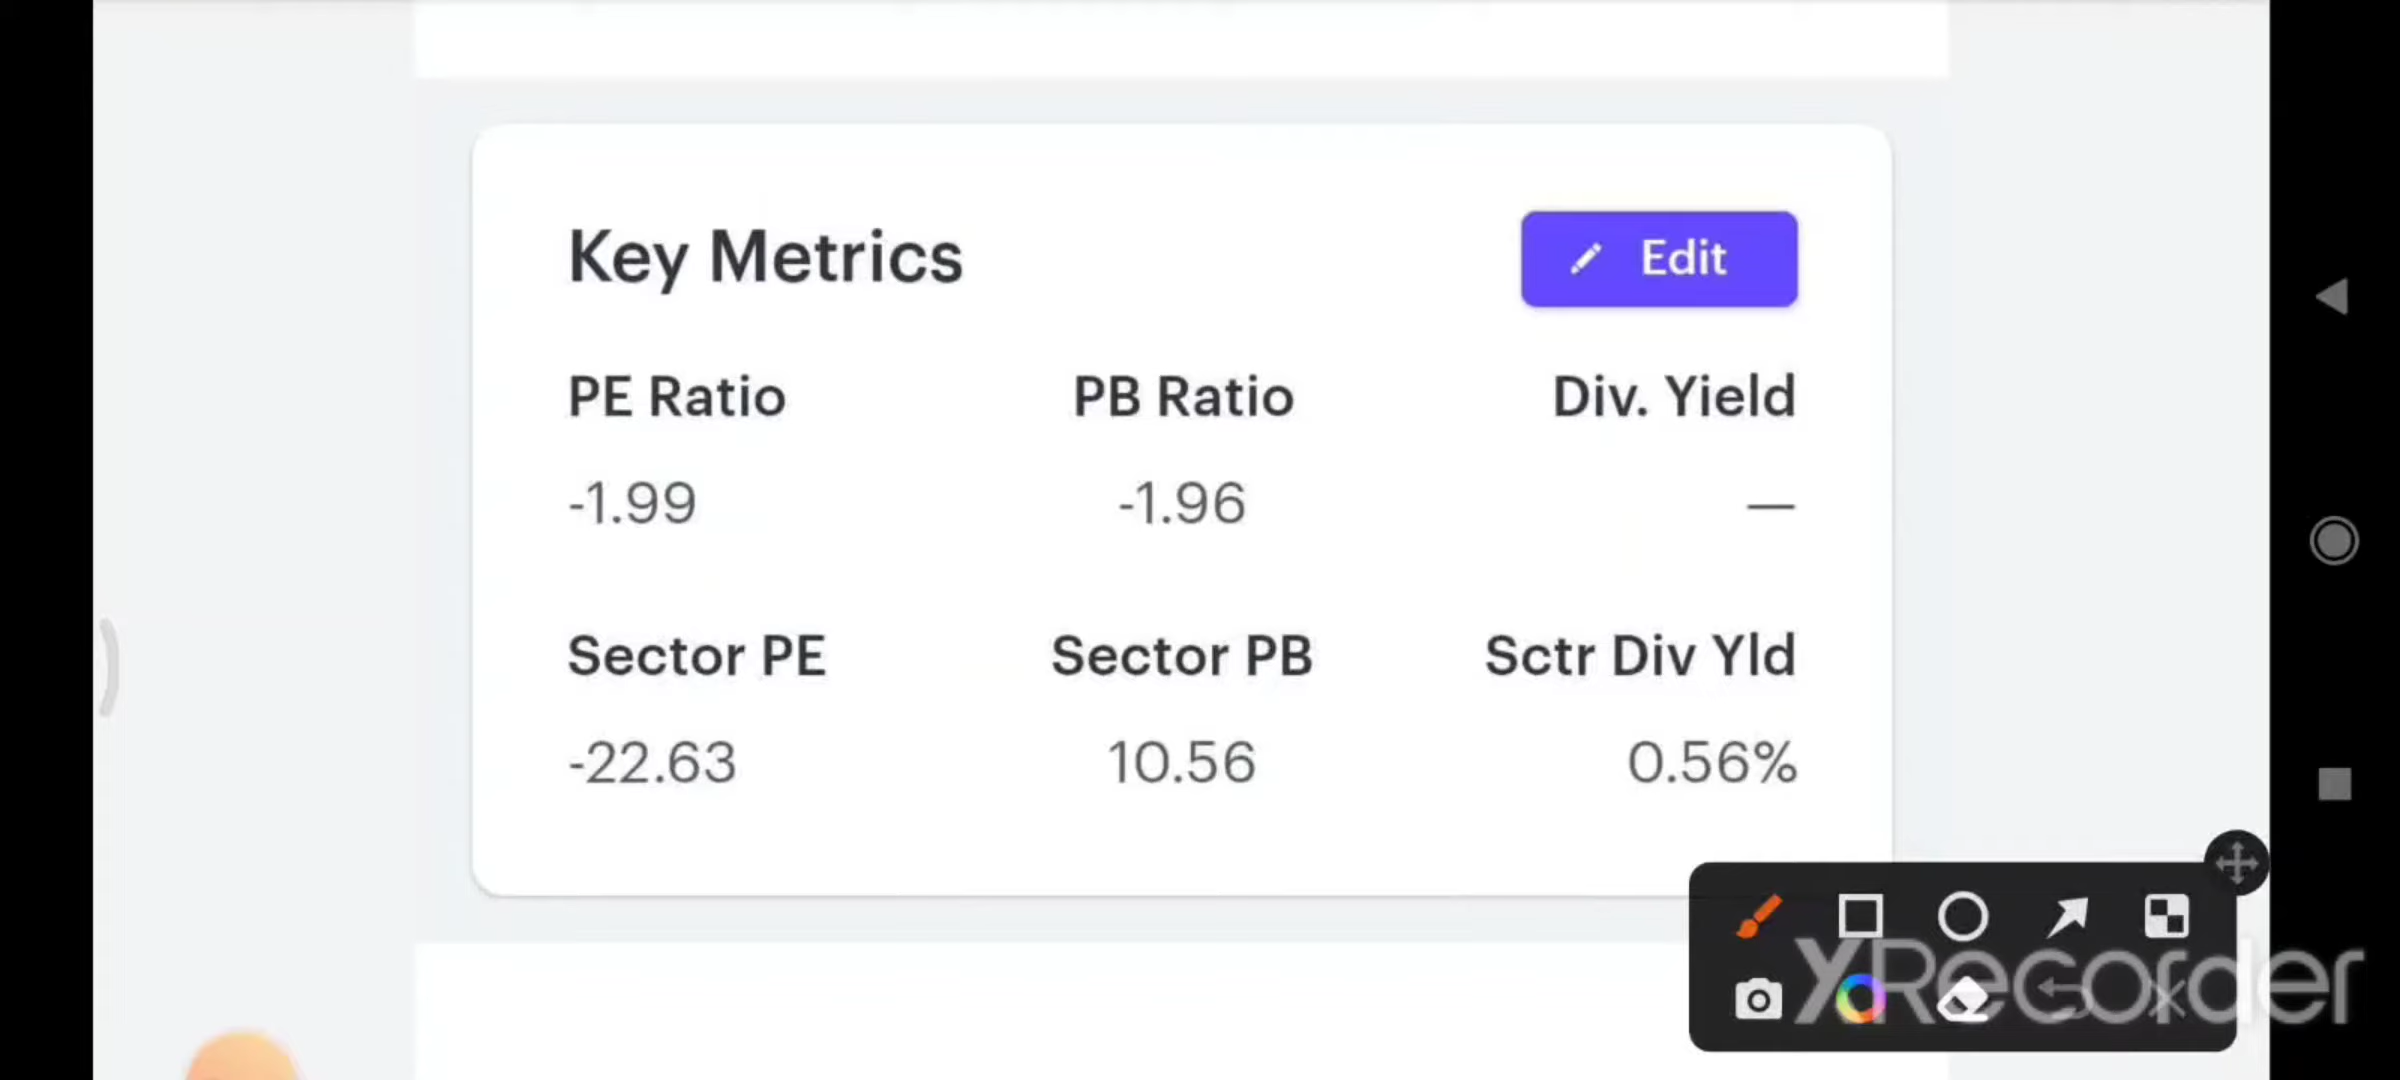 Key Metrics
Edit
PE Ratio
PB Ratio
Div. Yield
-1.99
-1.96
—
Sector PE
Sector PB
Sctr Div Yld
-22.63
10.56
0.56%
XRecorder